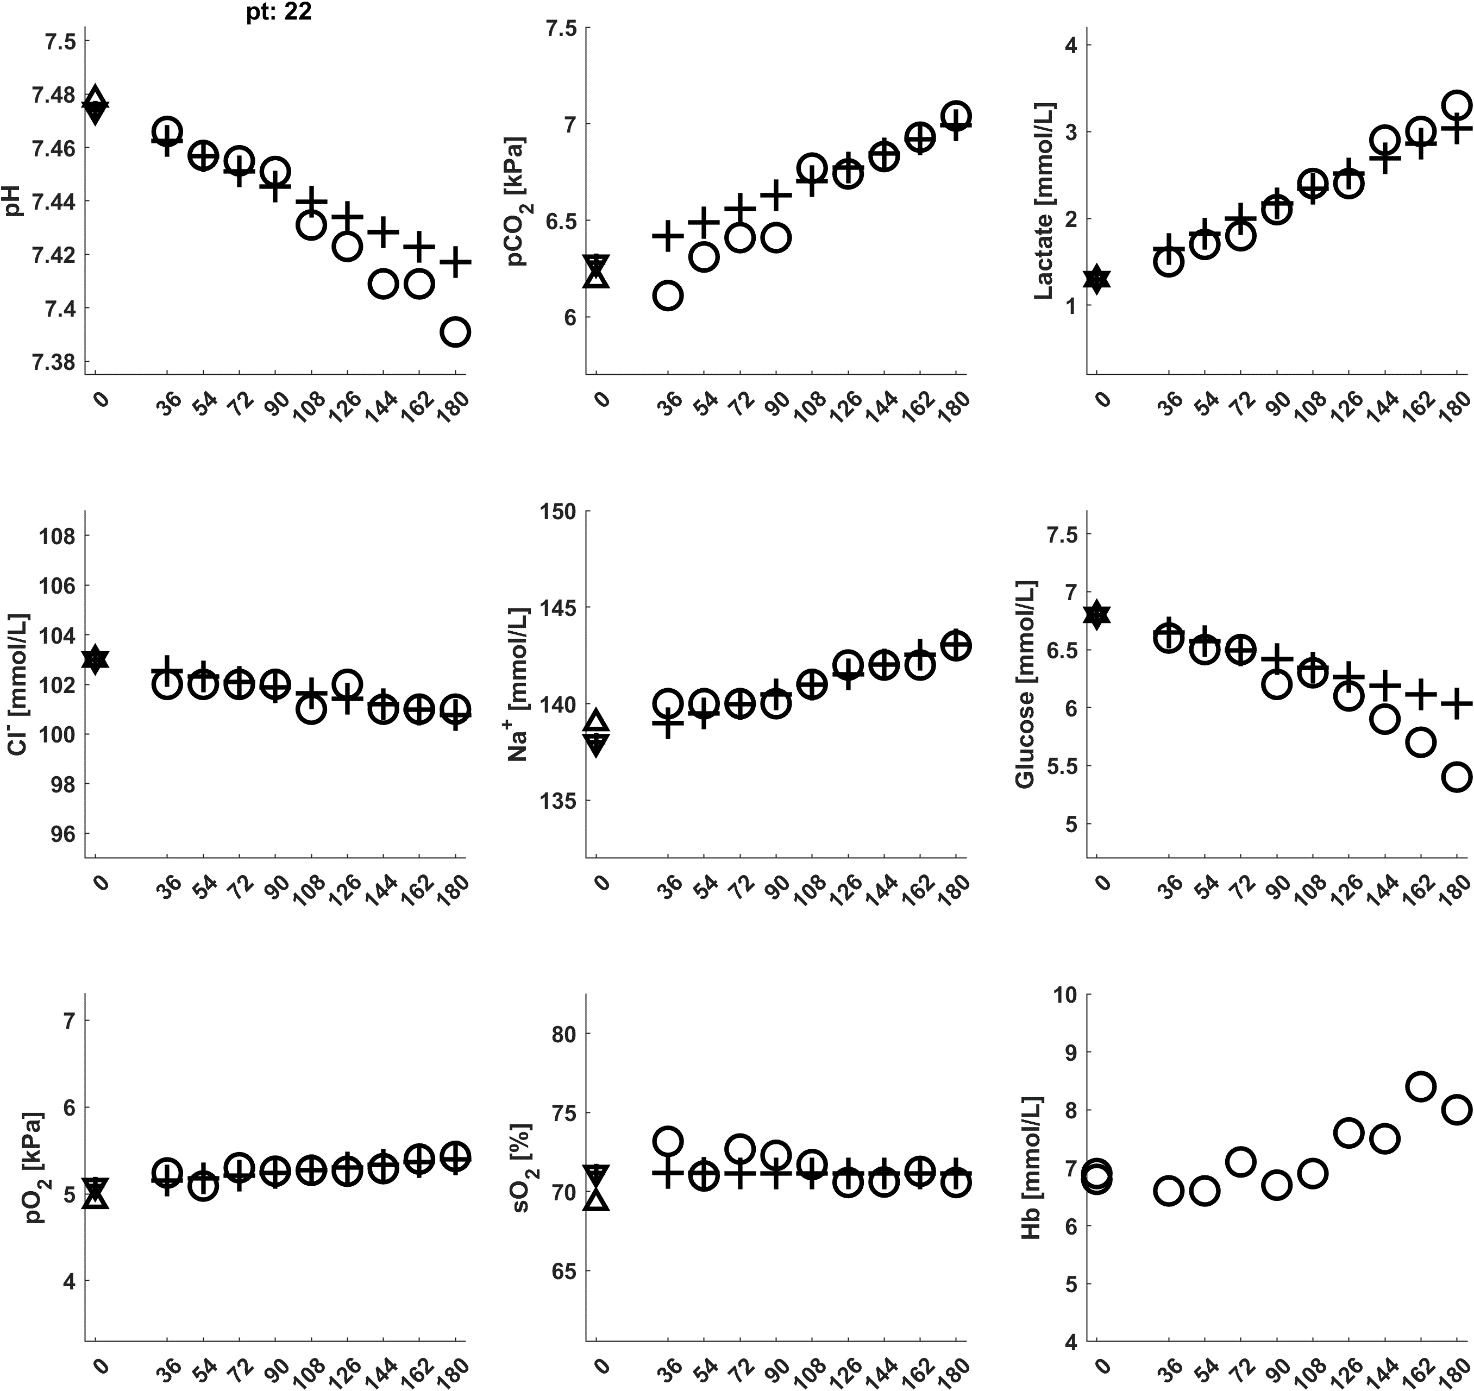 pt: 22
7.5
7.48
7.46
7.44
7.42
7.4
7.38
pH
0 36 54 72 90 108 126 144 162 180
7.5
7
6.5
6
pCO2 [kPa]
0 36 54 72 90 108 126 144 162 180
4
3
2
1
Lactate [mmol/L]
0 36 54 72 90 108 126 144 162 180
108
106
104
102
100
98
96
Cl- [mmol/L]
0 36 54 72 90 108 126 144 162 180
150
145
140
135
Na+ [mmol/L]
0 36 54 72 90 108 126 144 162 180
7.5
7
6.5
6
5.5
5
Glucose [mmol/L]
0 36 54 72 90 108 126 144 162 180
7
6
5
4
pO2 [kPa]
0 36 54 72 90 108 126 144 162 180
80
75
70
65
sO2 [%]
0 36 54 72 90 108 126 144 162 180
10
9
8
7
6
5
4
Hb [mmol/L]
0 36 54 72 90 108 126 144 162 180